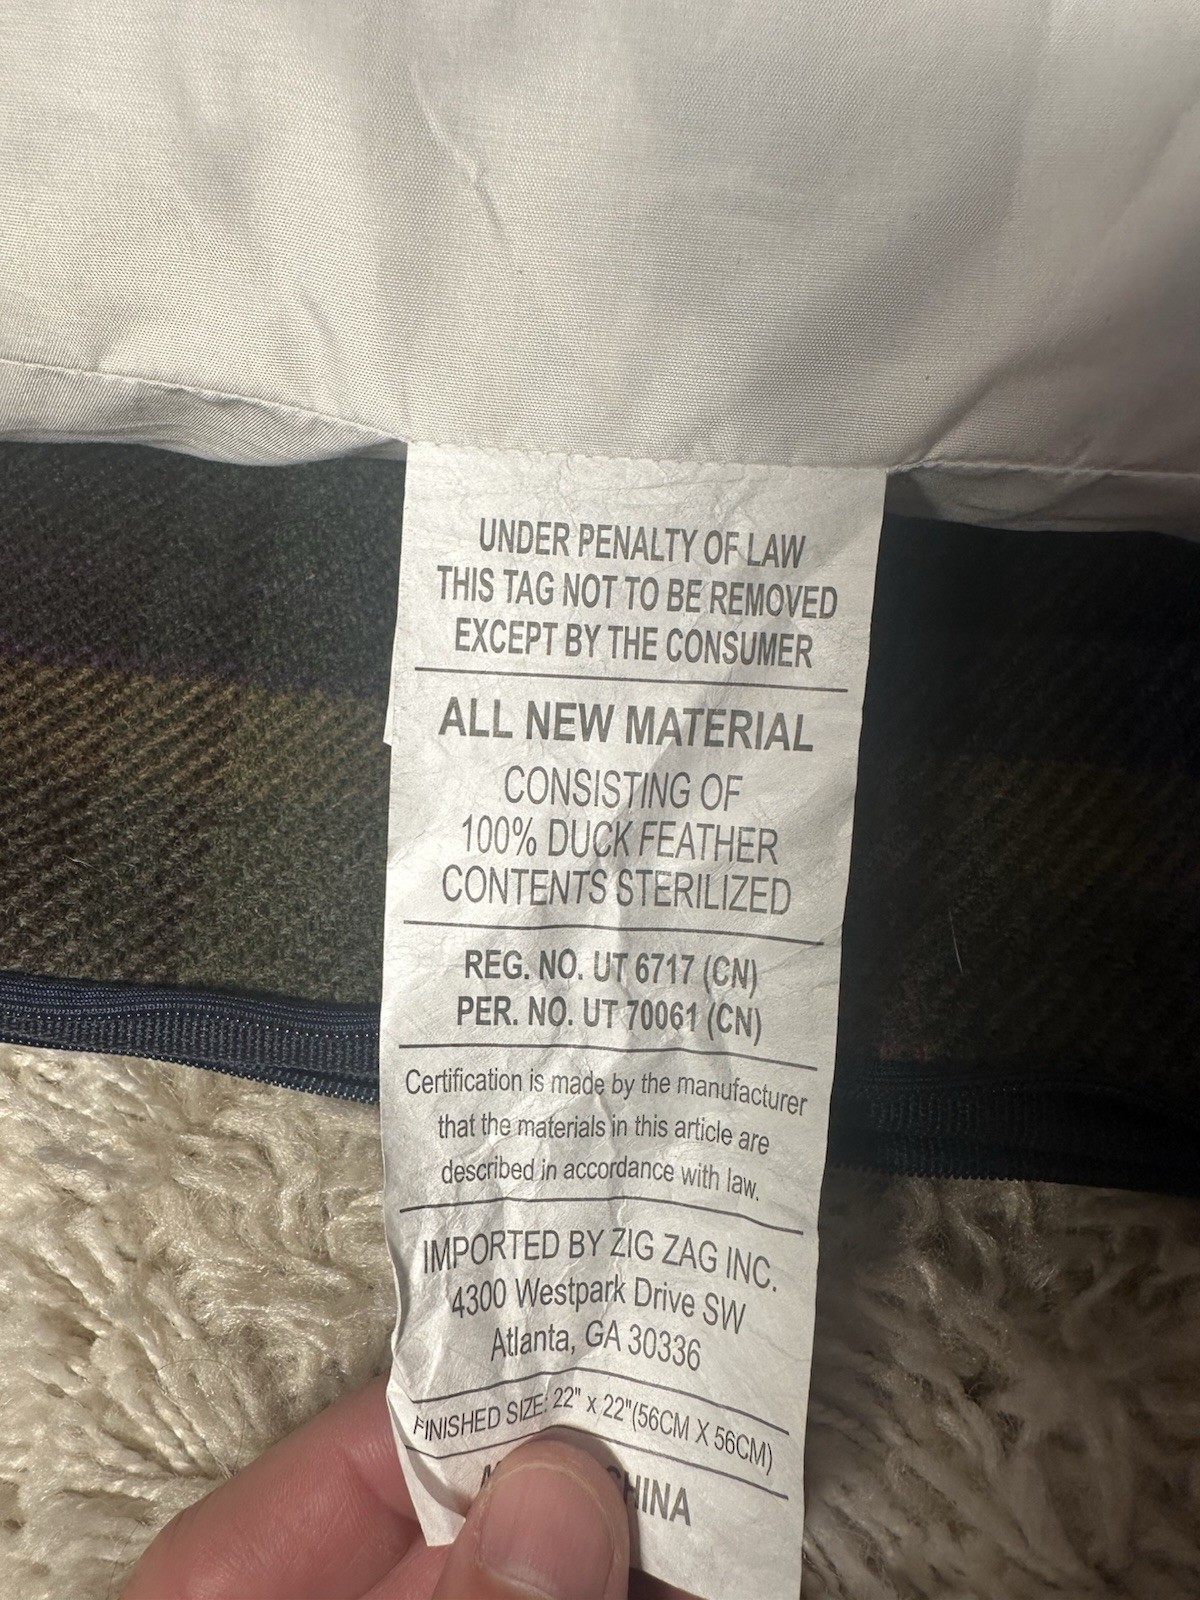 UNDER PENALTY OF LAW
THIS TAG NOT TO BE REMOVED
EXCEPT BY THE CONSUMER
ALL NEW MATERIAL
CONSISTING OF
100% DUCK FEATHER
CONTENTS STERILIZED
REG. NO. UT 6717 (CN)
PER. NO. UT 70061 (CN)
Certification is made by the manufacturer
that the materials in this article are
described in accordance with law.
IMPORTED BY ZIG ZAG INC.
4300 Westpark Drive SW
Atlanta, GA 30336
FINISHED SIZE: 22" x 22"(56CM X 56CM)